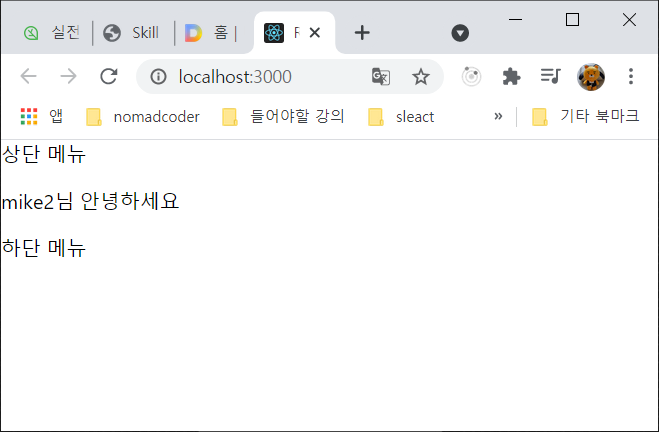 실전
Skill
홈 |
localhost:3000
앱
nomadcoder
들어야할 강의
sleact
»
기타 북마크
상단 메뉴
mike2님 안녕하세요
하단 메뉴